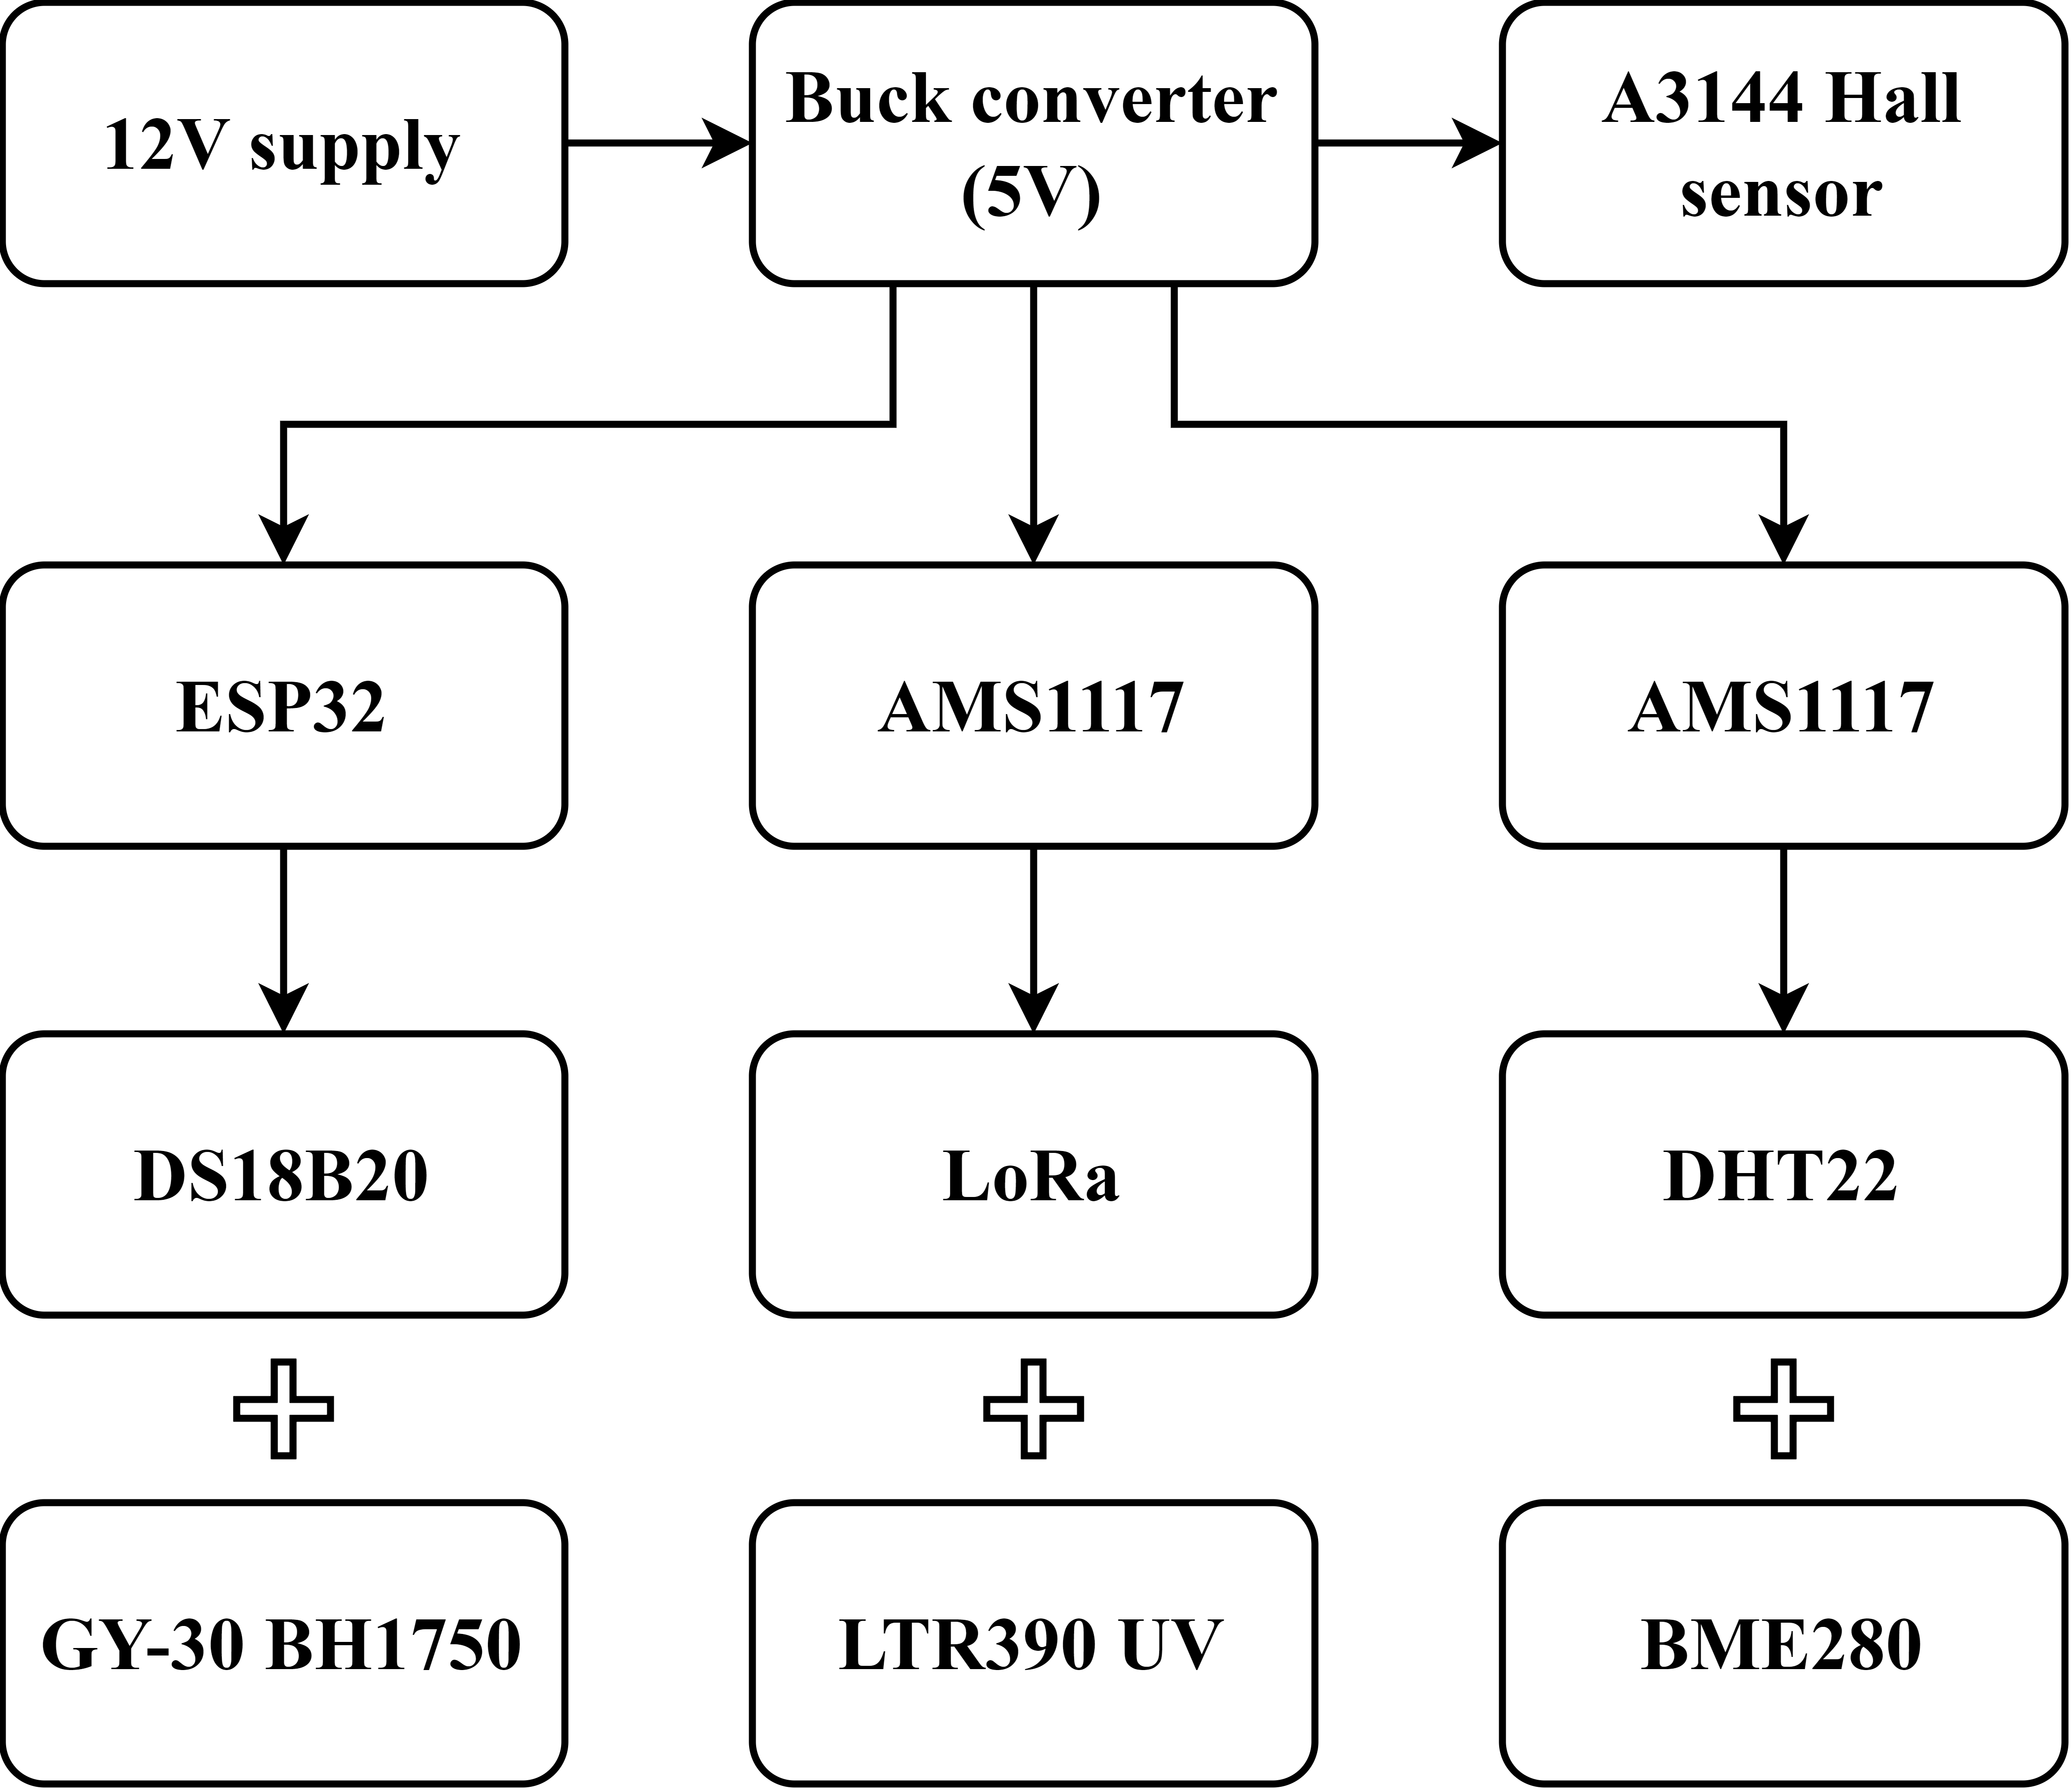 12V supply
Buck converter
(5V)
A3144 Hall
sensor
ESP32
AMS1117
AMS1117
DS18B20
LoRa
DHT22
GY-30 BH1750
LTR390 UV
BME280